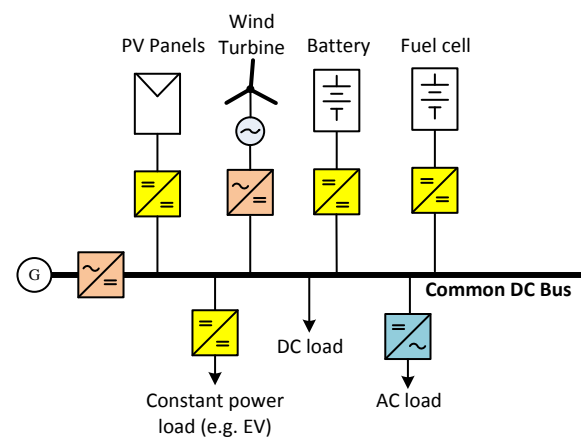 PV Panels
Wind
Turbine
Battery
Fuel cell
G
Common DC Bus
DC load
Constant power
load (e.g. EV)
AC load